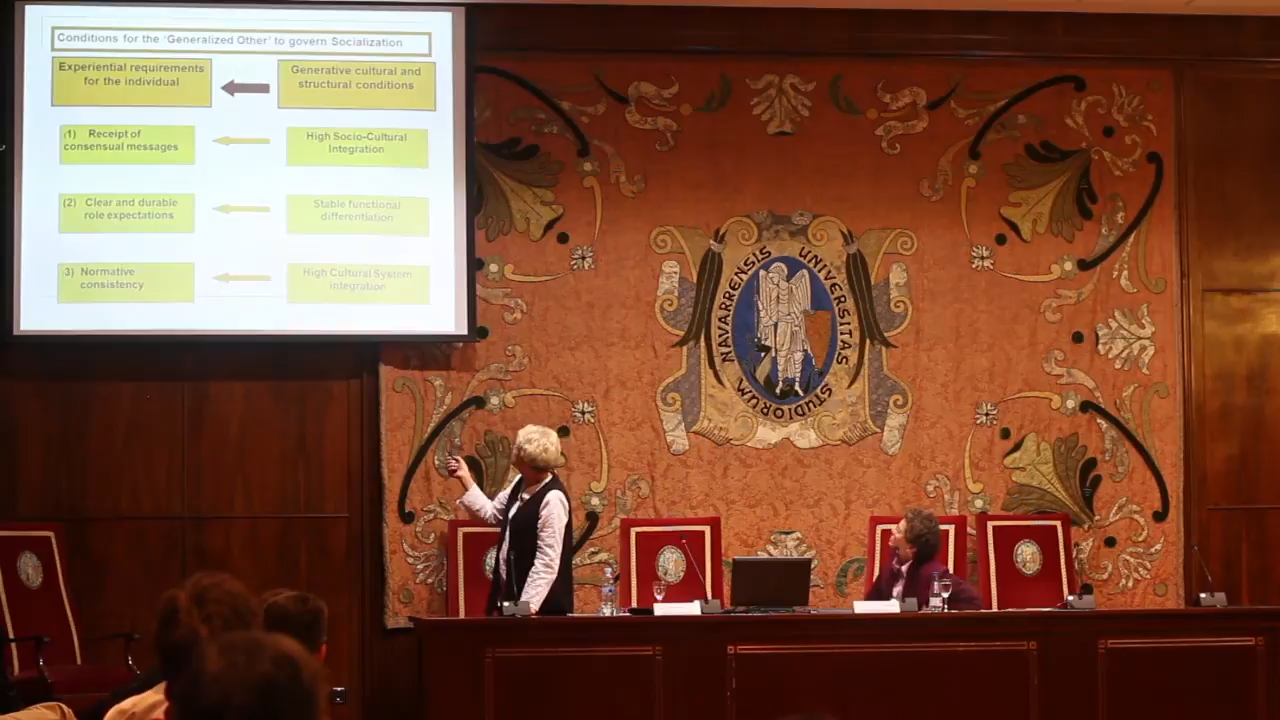 Conditions for the 'Generalized Other' to govern Socialization
Experiential requirements
for the individual
Generative cultural and
structural conditions
(1) Receipt of
consensual messages
High Socio-Cultural
Integration
(2) Clear and durable
role expectations
Stable functional
differentiation
3) Normative
consistency
High Cultural System
integration
UNIVERSITAS
STUDIORUM
NAVARRENSIS